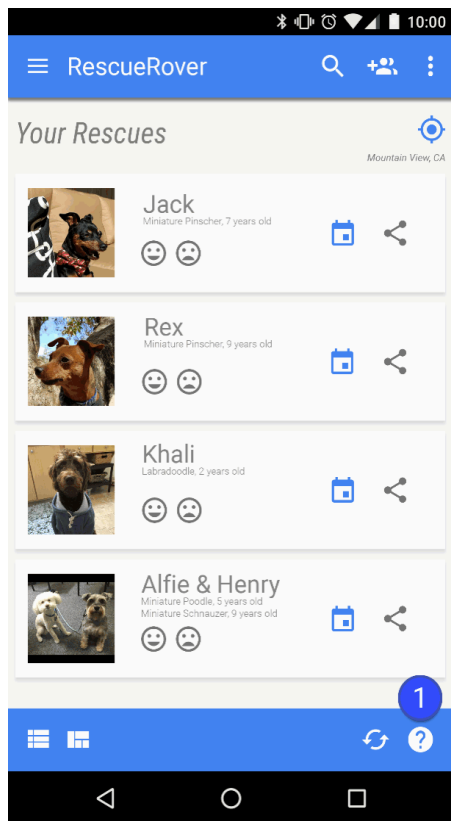 10:00
RescueRover
Your Rescues
Mountain View, CA
Jack
Miniature Pinscher, 7 years old
Rex
Miniature Pinscher, 9 years old
Khali
Labradoodle, 2 years old
Alfie & Henry
Miniature Poodle, 5 years old
Miniature Schnauzer, 9 years old
1